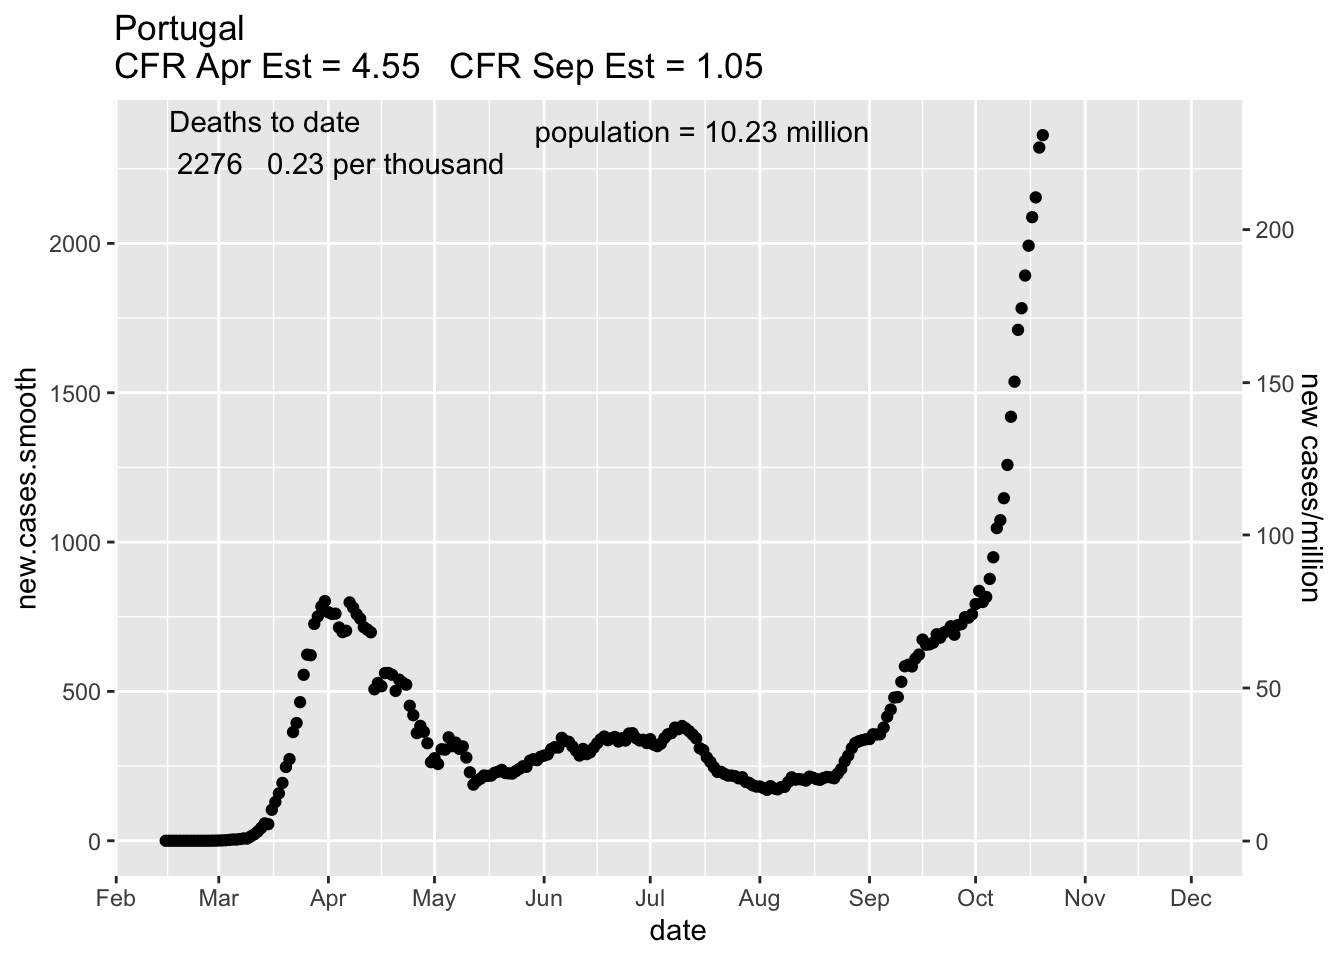 Portugal
CFR Apr Est = 4.55   CFR Sep Est = 1.05
Deaths to date
2276   0.23 per thousand
population = 10.23 million
new.cases.smooth
2000
1500
1000
500
0
200
150
100
50
0
new cases/million
Feb Mar Apr May Jun Jul Aug Sep Oct Nov Dec
date